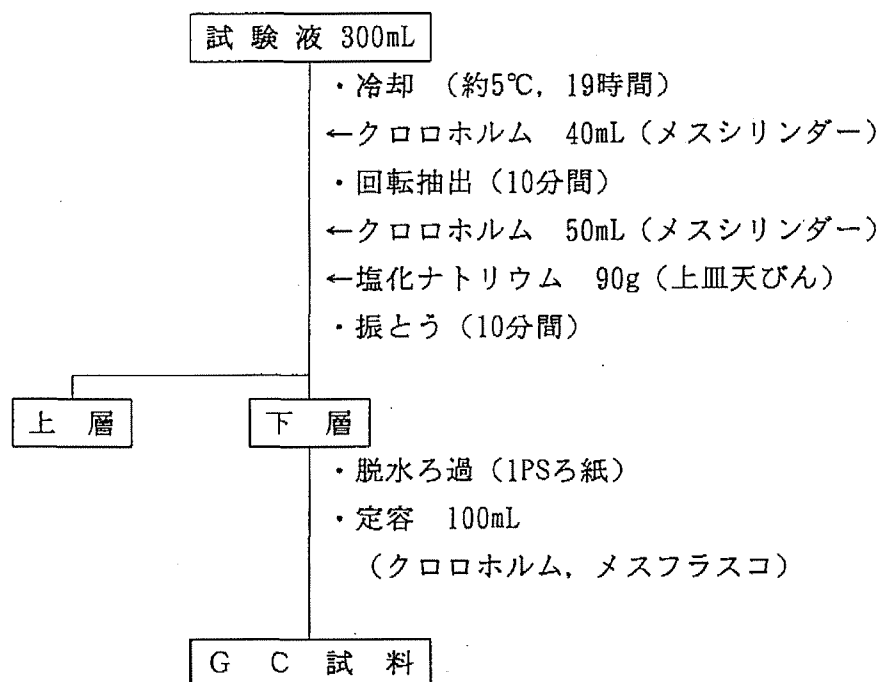 試験液 300mL
・冷却 （約5℃, 19時間）
←クロロホルム 40mL（メスシリンダー）
・回転抽出（10分間）
←クロロホルム 50mL（メスシリンダー）
←塩化ナトリウム 90g（上皿天びん）
・振とう（10分間）
上層 下層
・脱水ろ過（1PSろ紙）
・定容 100mL
（クロロホルム, メスフラスコ）
GC試料